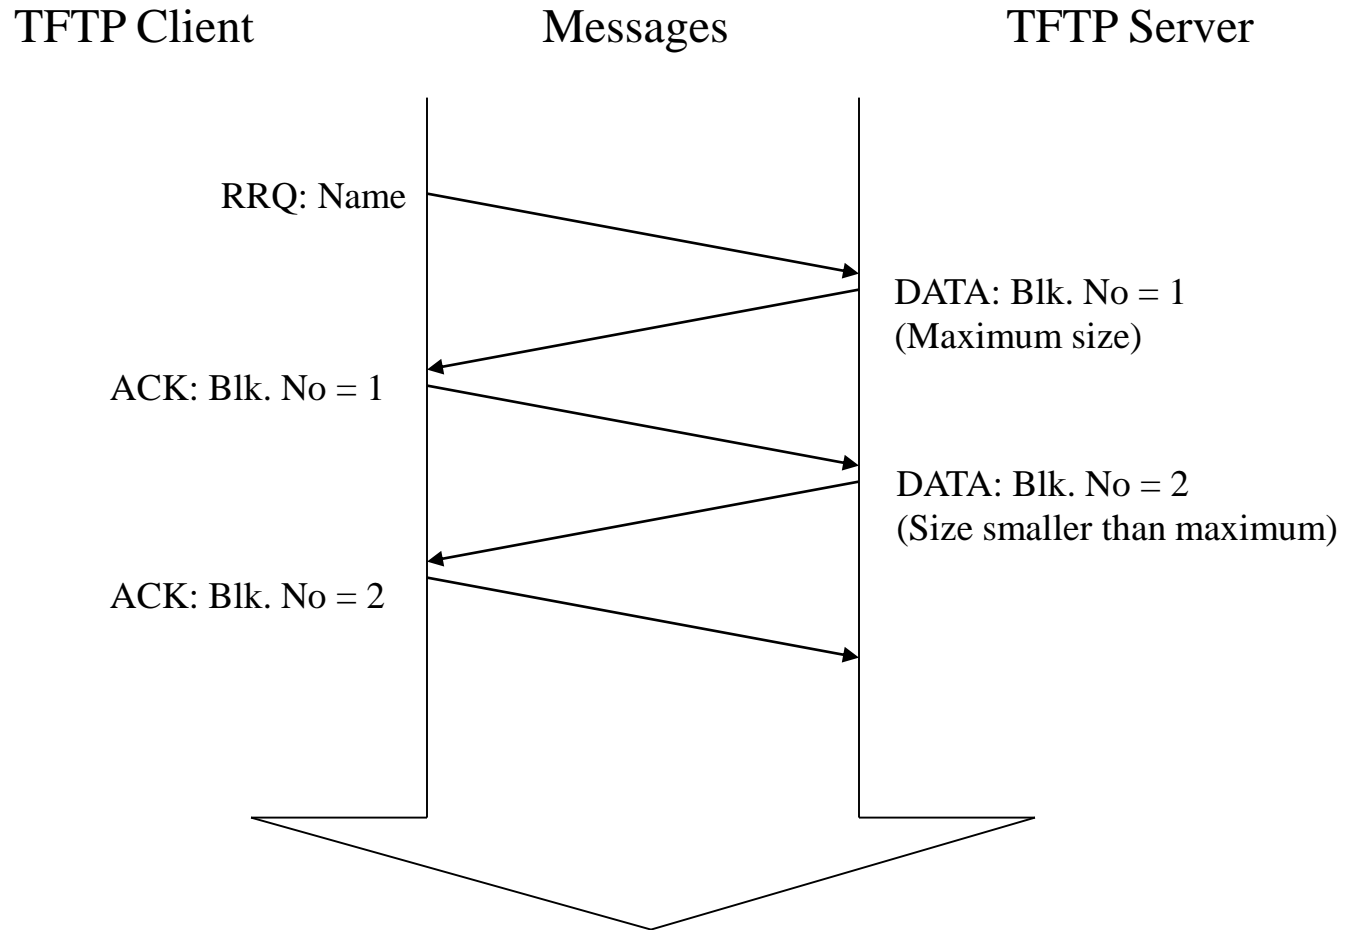 TFTP Client
Messages
TFTP Server
RRQ: Name
DATA: Blk. No = 1
(Maximum size)
ACK: Blk. No = 1
DATA: Blk. No = 2
(Size smaller than maximum)
ACK: Blk. No = 2